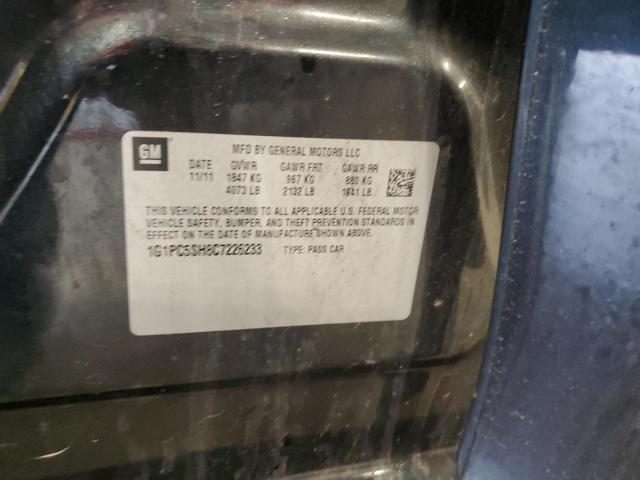 GM
MFD BY GENERAL MOTORS LLC
DATE GVWR GAWR FRT GAWR RR
11/11 1847 KG 967 KG 880 KG
4073 LB 2132 LB 1941 LB
THIS VEHICLE CONFORMS TO ALL APPLICABLE U.S. FEDERAL MOTOR
VEHICLE SAFETY, BUMPER, AND THEFT PREVENTION STANDARDS
IN EFFECT ON THE DATE OF MANUFACTURE SHOWN ABOVE.
1G1PC5SH8C7226233 TYPE: PASS CAR